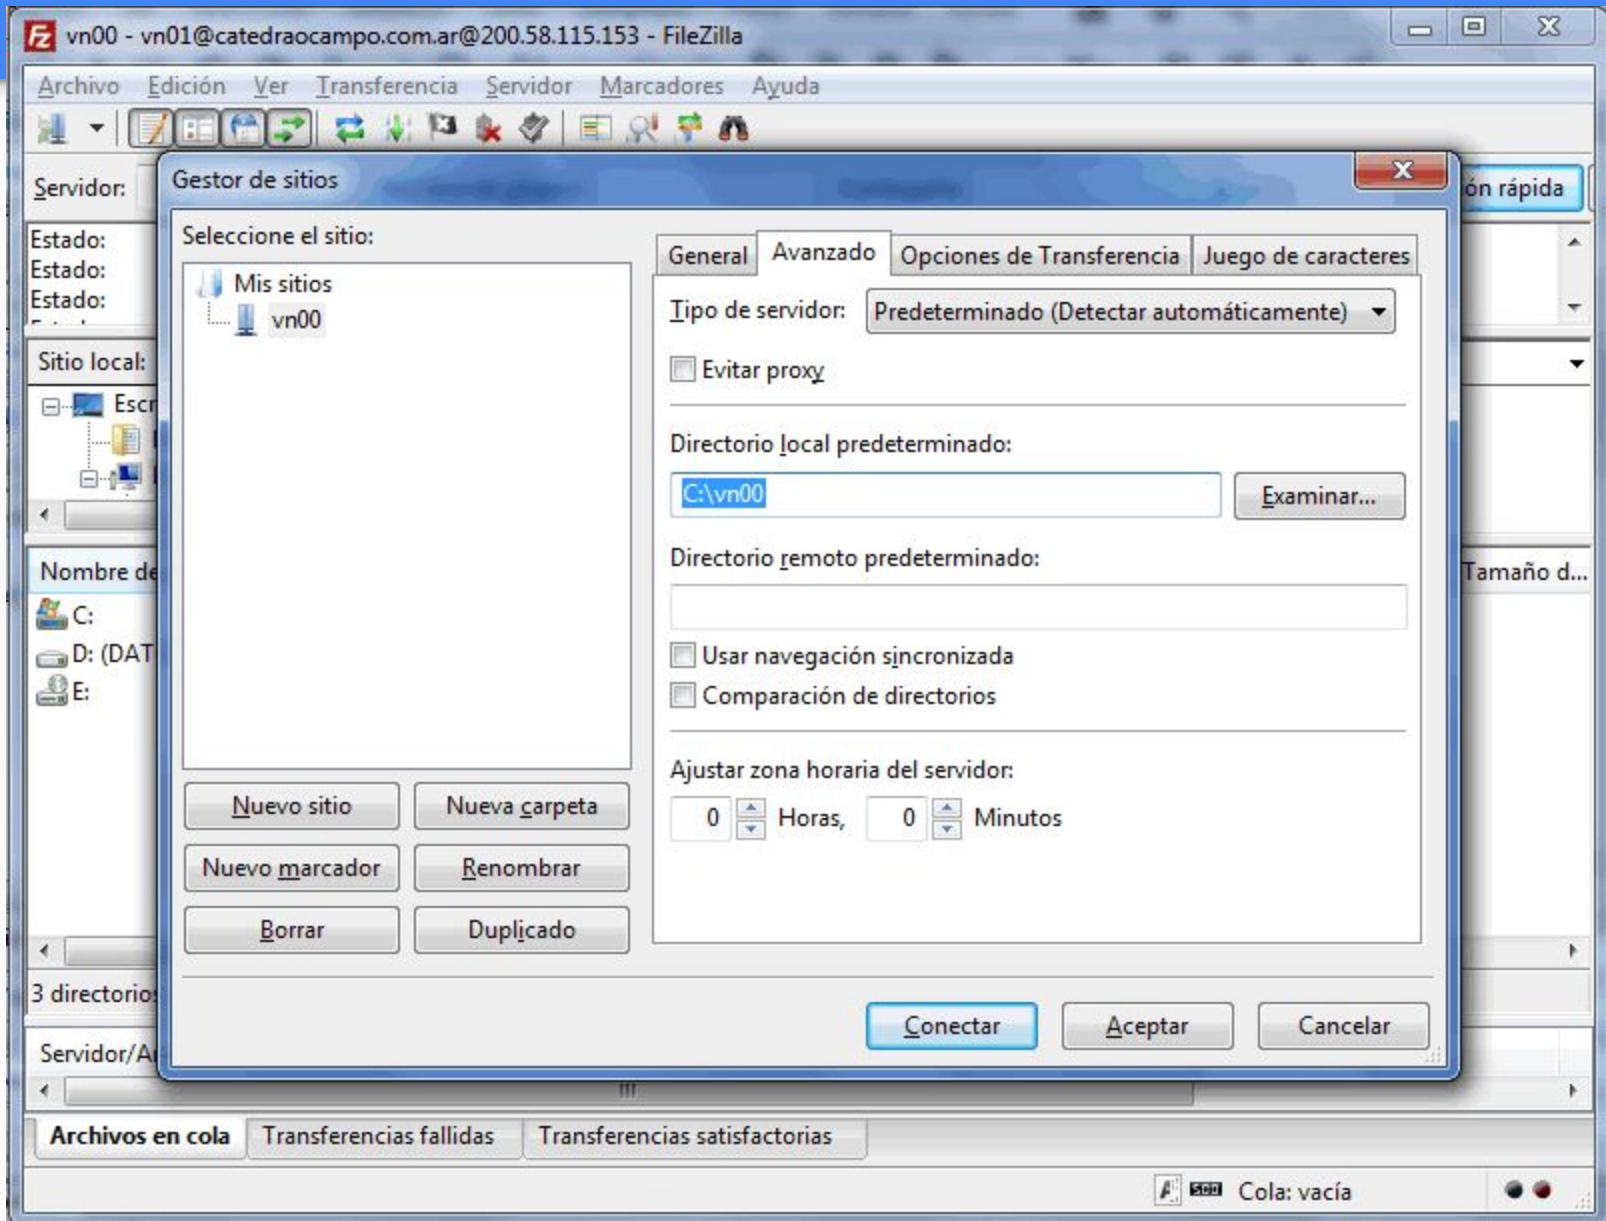 vn00 - vn01@catedraocampo.com.ar@200.58.115.153 - FileZilla
Archivo Edición Ver Transferencia Servidor Marcadores Ayuda
Servidor:
ón rápida
Gestor de sitios
Estado:
Estado:
Estado:
Sitio local:
Escr
Nombre de
C:
D: (DAT
E:
3 directorios
Servidor/A
Tamaño d...
Seleccione el sitio:
Mis sitios
vn00
Nuevo sitio Nueva carpeta
Nuevo marcador Renombrar
Borrar Duplicado
General Avanzado Opciones de Transferencia Juego de caracteres
Tipo de servidor: Predeterminado (Detectar automáticamente)
Evitar proxy
Directorio local predeterminado:
C:\vn00 Examinar...
Directorio remoto predeterminado:
Usar navegación sincronizada
Comparación de directorios
Ajustar zona horaria del servidor:
0 Horas, 0 Minutos
Conectar Aceptar Cancelar
Archivos en cola Transferencias fallidas Transferencias satisfactorias
Cola: vacía